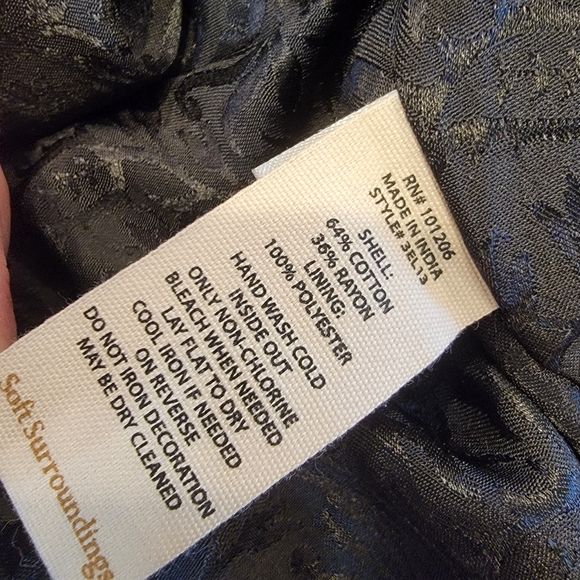 RN# 101206
MADE IN INDIA
STYLE# 3EL13
SHELL:
64% COTTON
36% RAYON
LINING:
100% POLYESTER
HAND WASH COLD
INSIDE OUT
ONLY NON-CHLORINE
BLEACH WHEN NEEDED
LAY FLAT TO DRY
COOL IRON IF NEEDED
ON REVERSE
DO NOT IRON DECORATION
MAY BE DRY CLEANED
Soft Surroundings